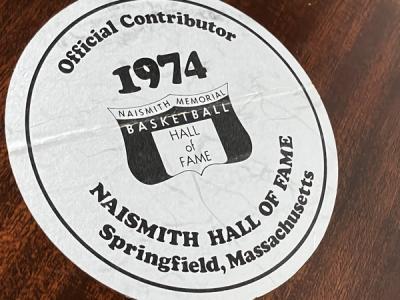 Official Contributor
1974
NAISMITH MEMORIAL
BASKETBALL
HALL
of
FAME
NAISMITH HALL OF FAME
Springfield, Massachusetts